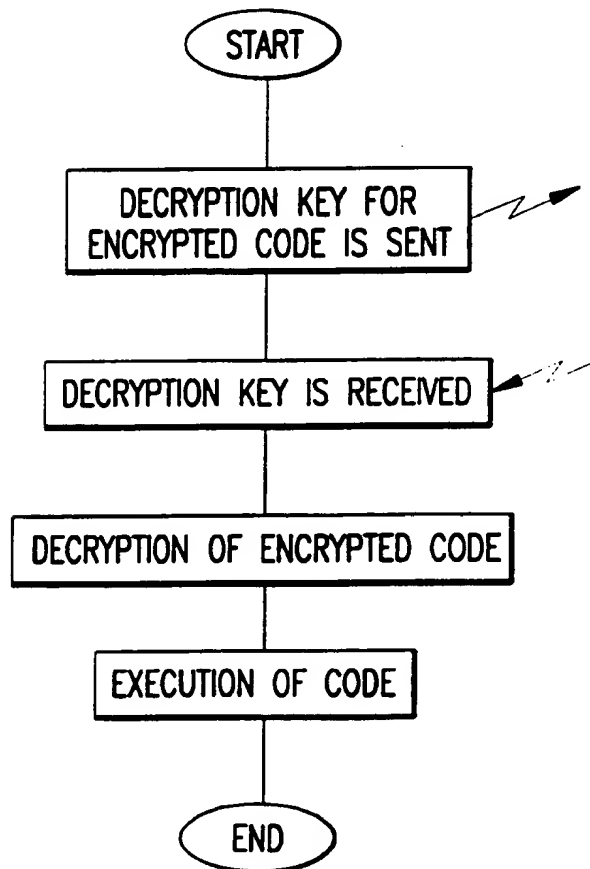 START
DECRYPTION KEY FOR
ENCRYPTED CODE IS SENT
DECRYPTION KEY IS RECEIVED
DECRYPTION OF ENCRYPTED CODE
EXECUTION OF CODE
END